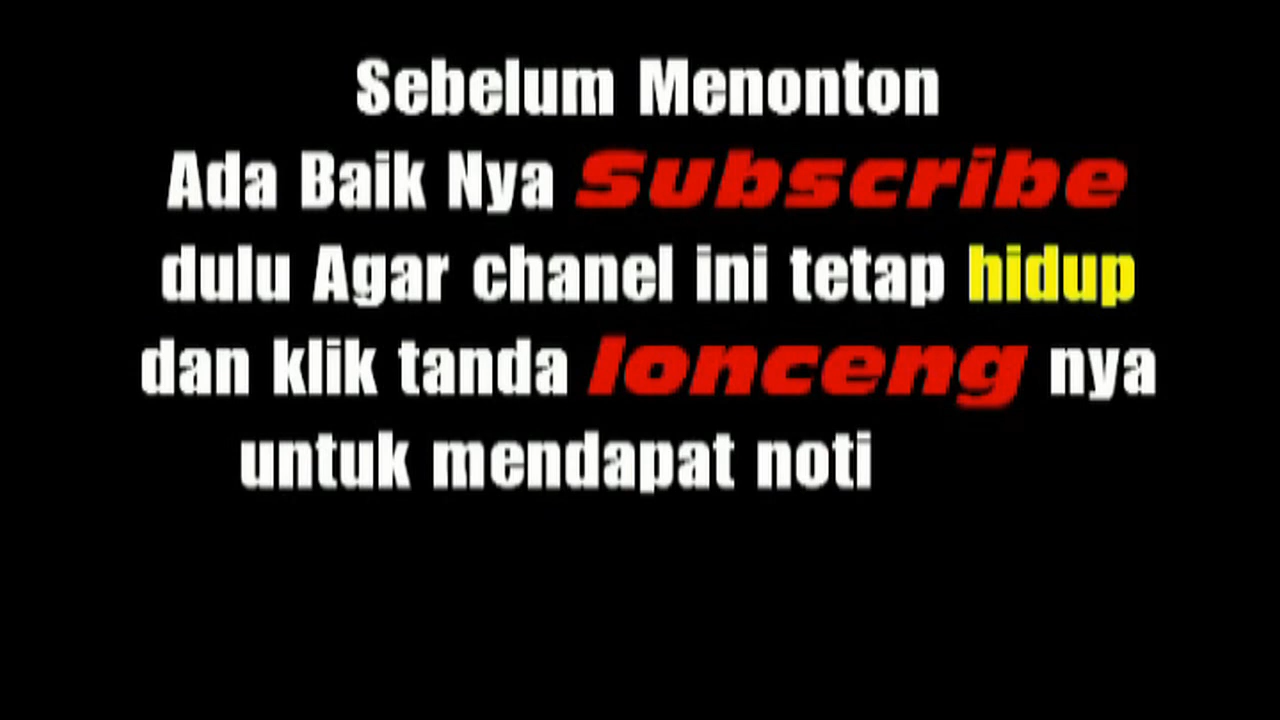 Sebelum Menonton
Ada Baik Nya Subscribe
dulu Agar chanel ini tetap hidup
dan klik tanda lonceng nya
untuk mendapat noti